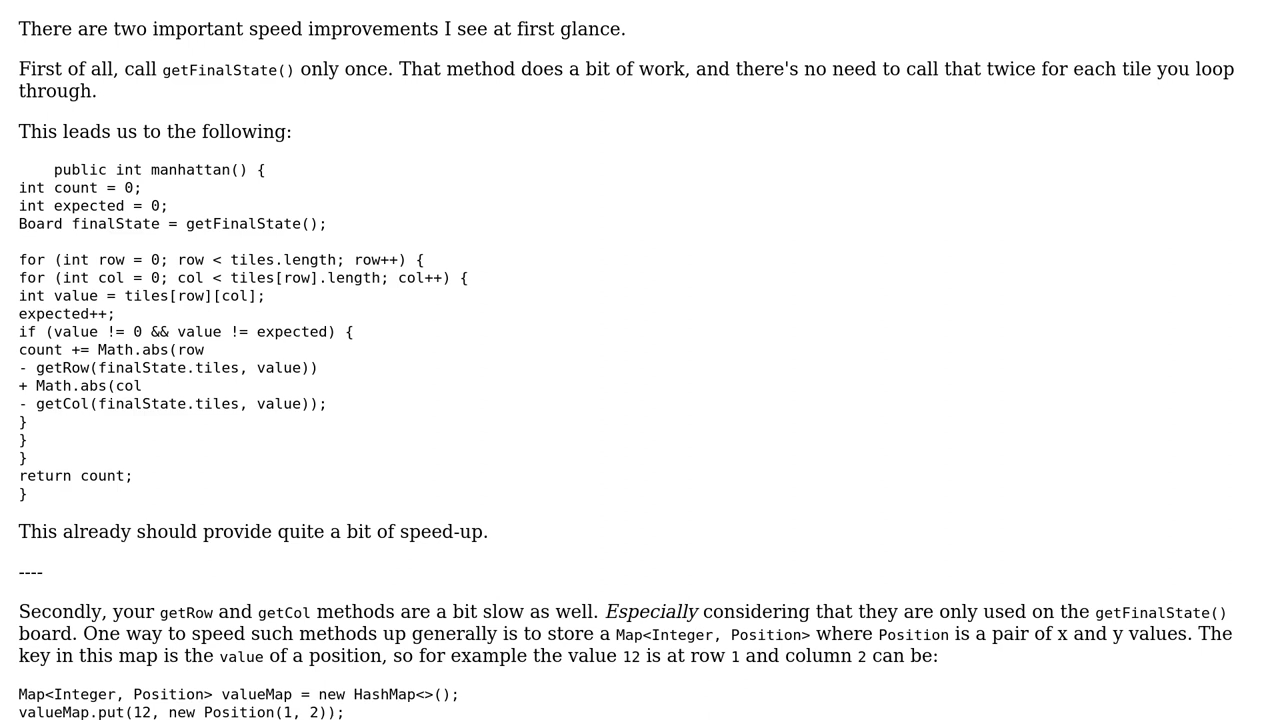 There are two important speed improvements I see at first glance.
First of all, call getFinalState() only once. That method does a bit of work, and there's no need to call that twice for each tile you loop
through.
This leads us to the following:
    public int manhattan() {
int count = 0;
int expected = 0;
Board finalState = getFinalState();
for (int row = 0; row < tiles.length; row++) {
for (int col = 0; col < tiles[row].length; col++) {
int value = tiles[row][col];
expected++;
if (value != 0 && value != expected) {
count += Math.abs(row
- getRow(finalState.tiles, value))
+ Math.abs(col
- getCol(finalState.tiles, value));
}
}
}
return count;
}
This already should provide quite a bit of speed-up.
----
Secondly, your getRow and getCol methods are a bit slow as well. Especially considering that they are only used on the getFinalState()
board. One way to speed such methods up generally is to store a Map<Integer, Position> where Position is a pair of x and y values. The
key in this map is the value of a position, so for example the value 12 is at row 1 and column 2 can be:
Map<Integer, Position> valueMap = new HashMap<>();
valueMap.put(12, new Position(1, 2));